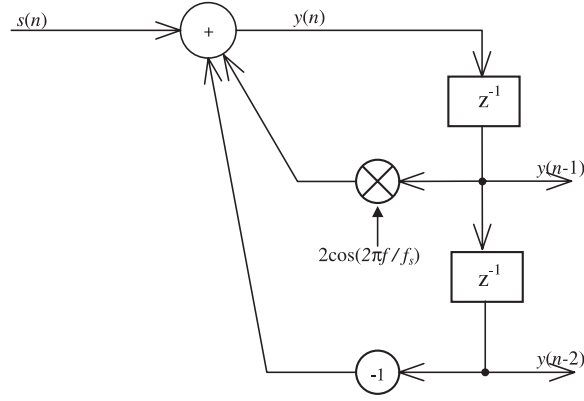 s(n)
y(n)
+
z⁻¹
y(n-1)
2cos(2πf/fₛ)
z⁻¹
y(n-2)
-1